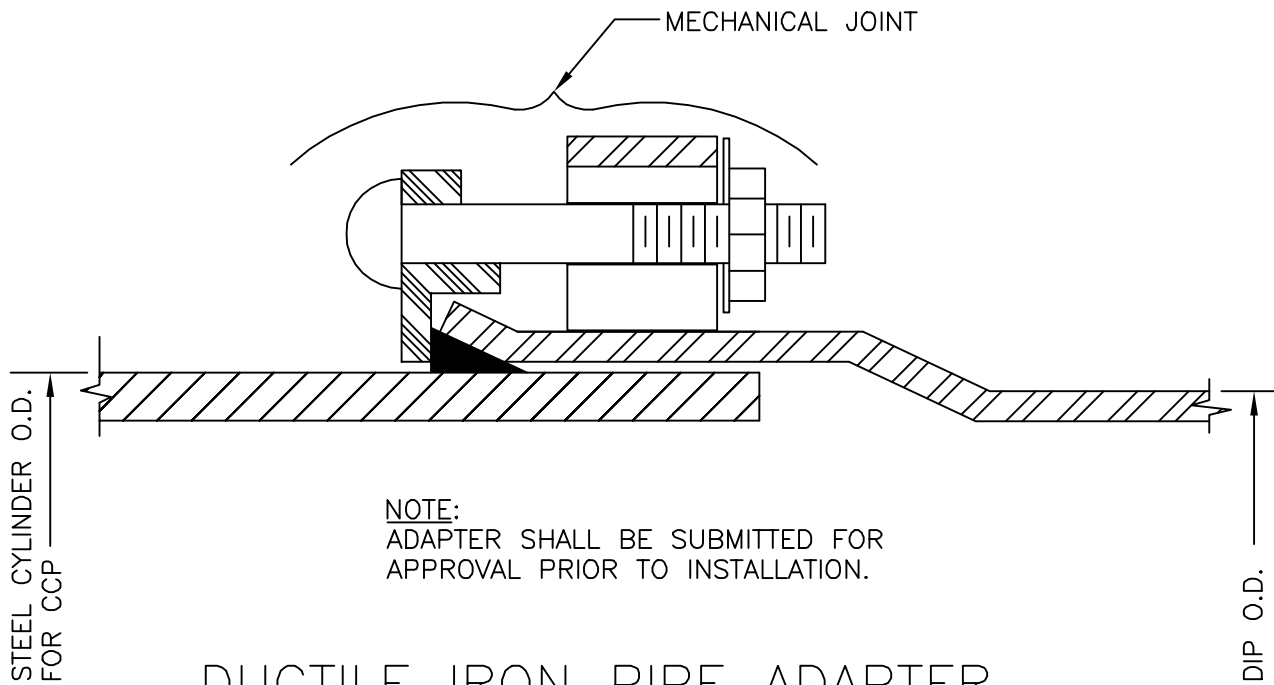 MECHANICAL JOINT
STEEL CYLINDER O.D.
FOR CCP
NOTE:
ADAPTER SHALL BE SUBMITTED FOR
APPROVAL PRIOR TO INSTALLATION.
DIP O.D.
DUCTILE IRON PIPE ADAPTER